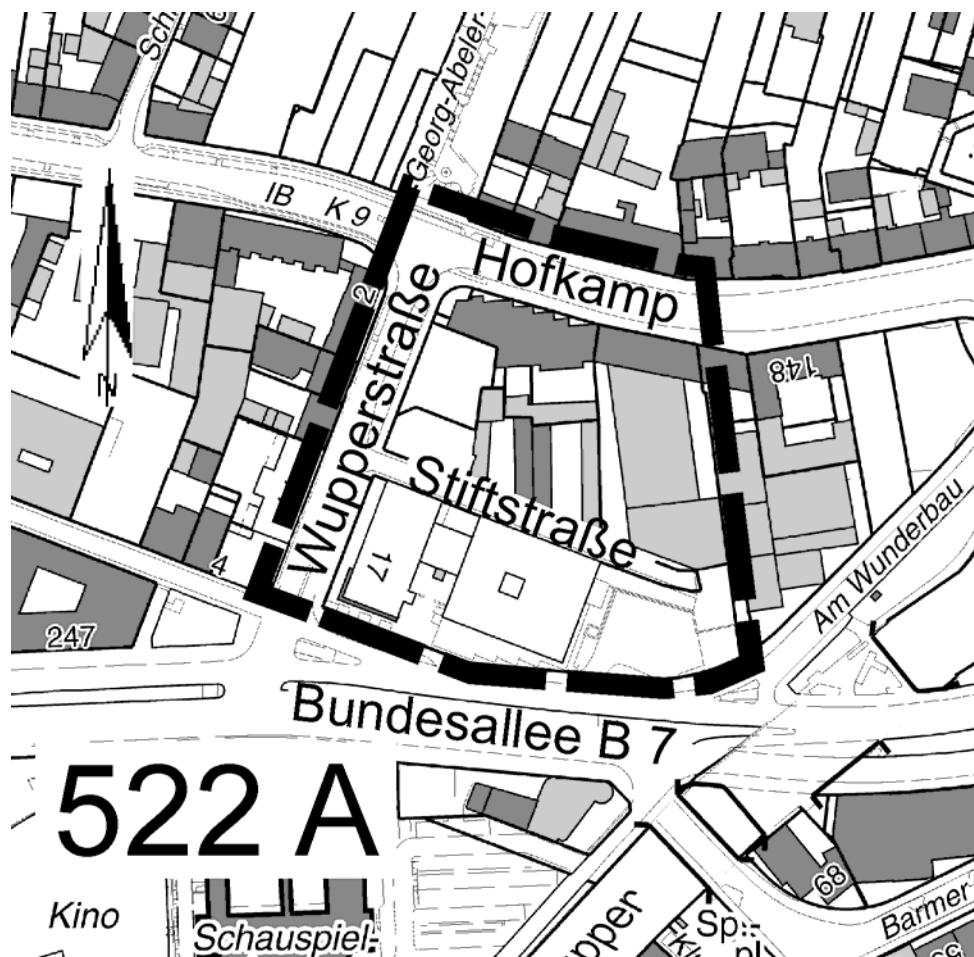 Georg-Abeler-
IB K 9
Hofkamp
2
Wupperstraße
148
Stiftstraße
17
4
247
Am Wunderbau
Bundesallee B 7
522 A
N
68
Kino
Schauspiel-
Barmer